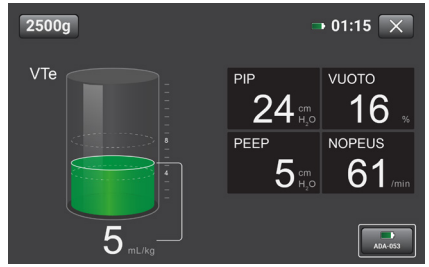 2500g
01:15
VTe
8
4
5 mL/kg
PIP
24 cm H₂O
VUOTO
16 %
PEEP
5 cm H₂O
NOPEUS
61 /min
ADA-053